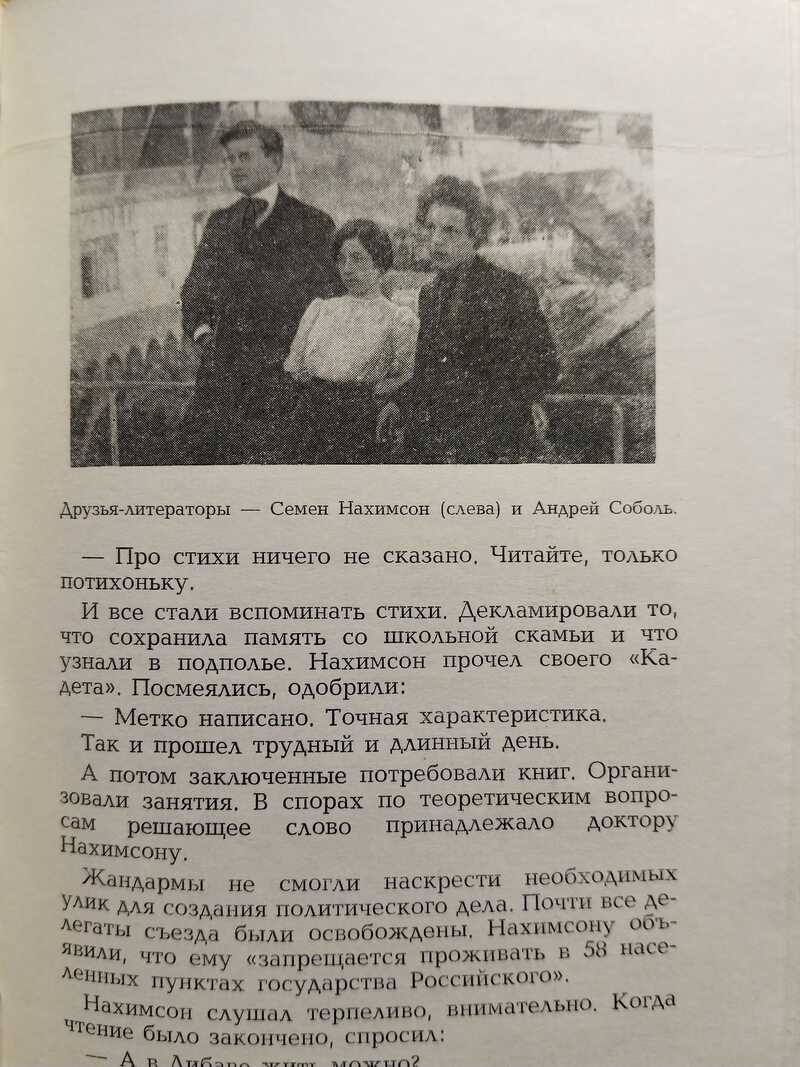 Друзья-литераторы — Семен Нахимсон (слева) и Андрей Соболь.
— Про стихи ничего не сказано. Читайте, только
потихоньку.
И все стали вспоминать стихи. Декламировали то,
что сохранила память со школьной скамьи и что
узнали в подполье. Нахимсон прочел своего «Ка-
дета». Посмеялись, одобрили:
— Метко написано. Точная характеристика.
Так и прошел трудный и длинный день.
А потом заключенные потребовали книг. Органи-
зовали занятия. В спорах по теоретическим вопро-
сам решающее слово принадлежало доктору
Нахимсону.
Жандармы не смогли наскрести необходимых
улик для создания политического дела. Почти все де-
легаты съезда были освобождены. Нахимсону объ-
явили, что ему «запрещается проживать в 58 насе-
ленных пунктах государства Российского».
Нахимсон слушал терпеливо, внимательно. Когда
чтение было закончено, спросил:
— А в Либаве жить можно?